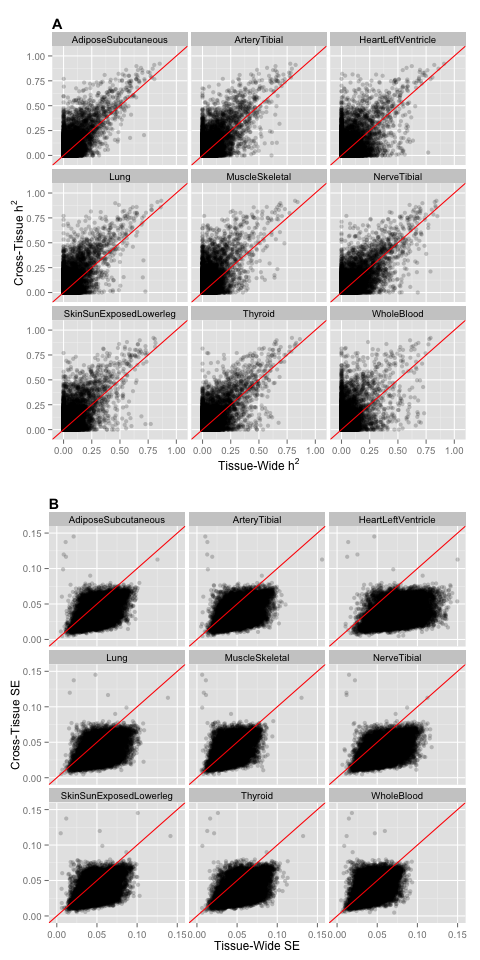 A
AdiposeSubcutaneous ArteryTibial HeartLeftVentricle
1.00
0.75
0.50
0.25
0.00
Lung MuscleSkeletal NerveTibial
1.00
0.75
0.50
0.25
0.00
Cross-Tissue h²
SkinSunExposedLowerleg Thyroid WholeBlood
1.00
0.75
0.50
0.25
0.00
0.00 0.25 0.50 0.75 1.00 0.00 0.25 0.50 0.75 1.00 0.00 0.25 0.50 0.75 1.00
Tissue-Wide h²
B
AdiposeSubcutaneous ArteryTibial HeartLeftVentricle
0.15
0.10
0.05
0.00
Lung MuscleSkeletal NerveTibial
0.15
0.10
0.05
0.00
Cross-Tissue SE
SkinSunExposedLowerleg Thyroid WholeBlood
0.15
0.10
0.05
0.00
0.00 0.05 0.10 0.15 0.00 0.05 0.10 0.15 0.00 0.05 0.10 0.15
Tissue-Wide SE